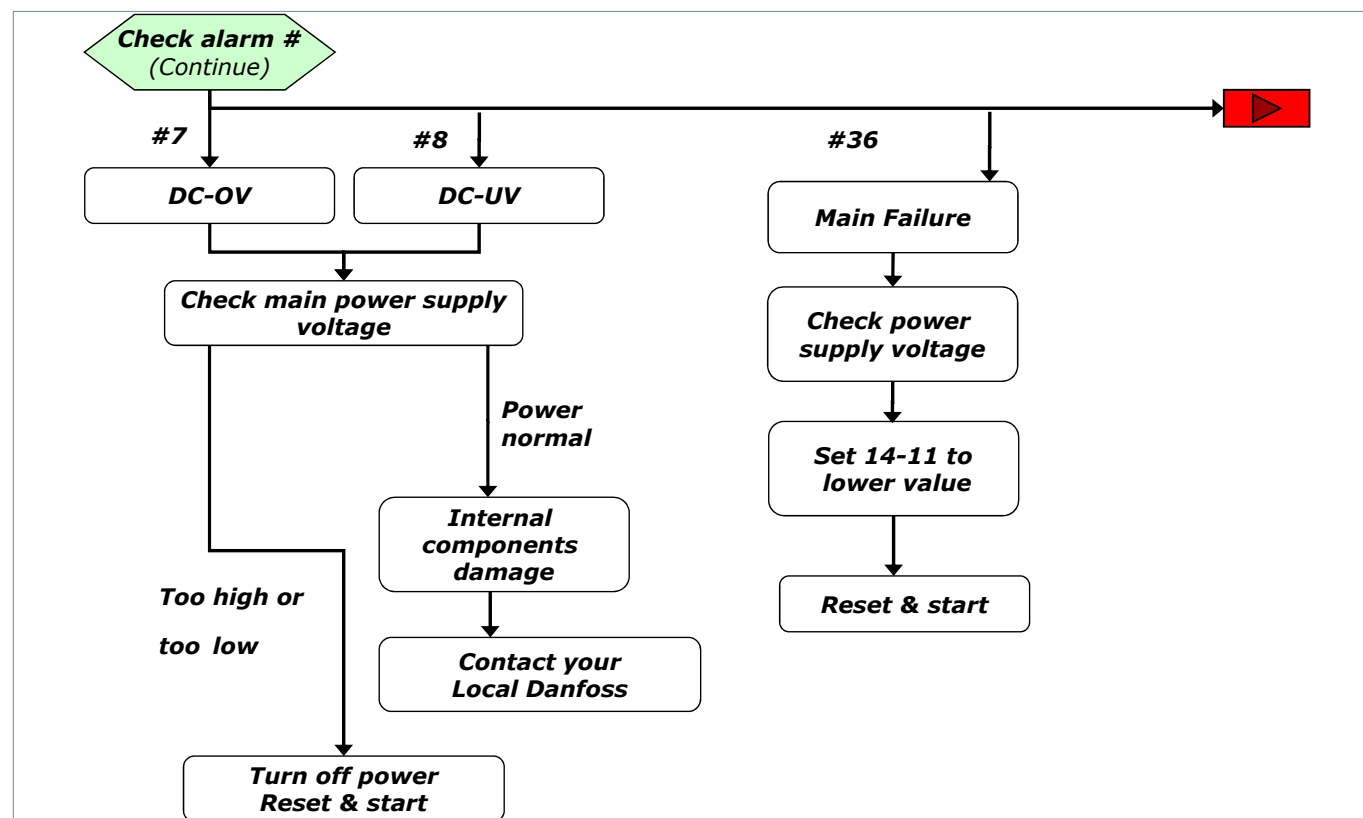 Check alarm #
(Continue)
#7
#8
#36
DC-OV
DC-UV
Main Failure
Check main power supply
voltage
Check power
supply voltage
Power
normal
Set 14-11 to
lower value
Internal
components
damage
Too high or
too low
Reset & start
Contact your
Local Danfoss
Turn off power
Reset & start